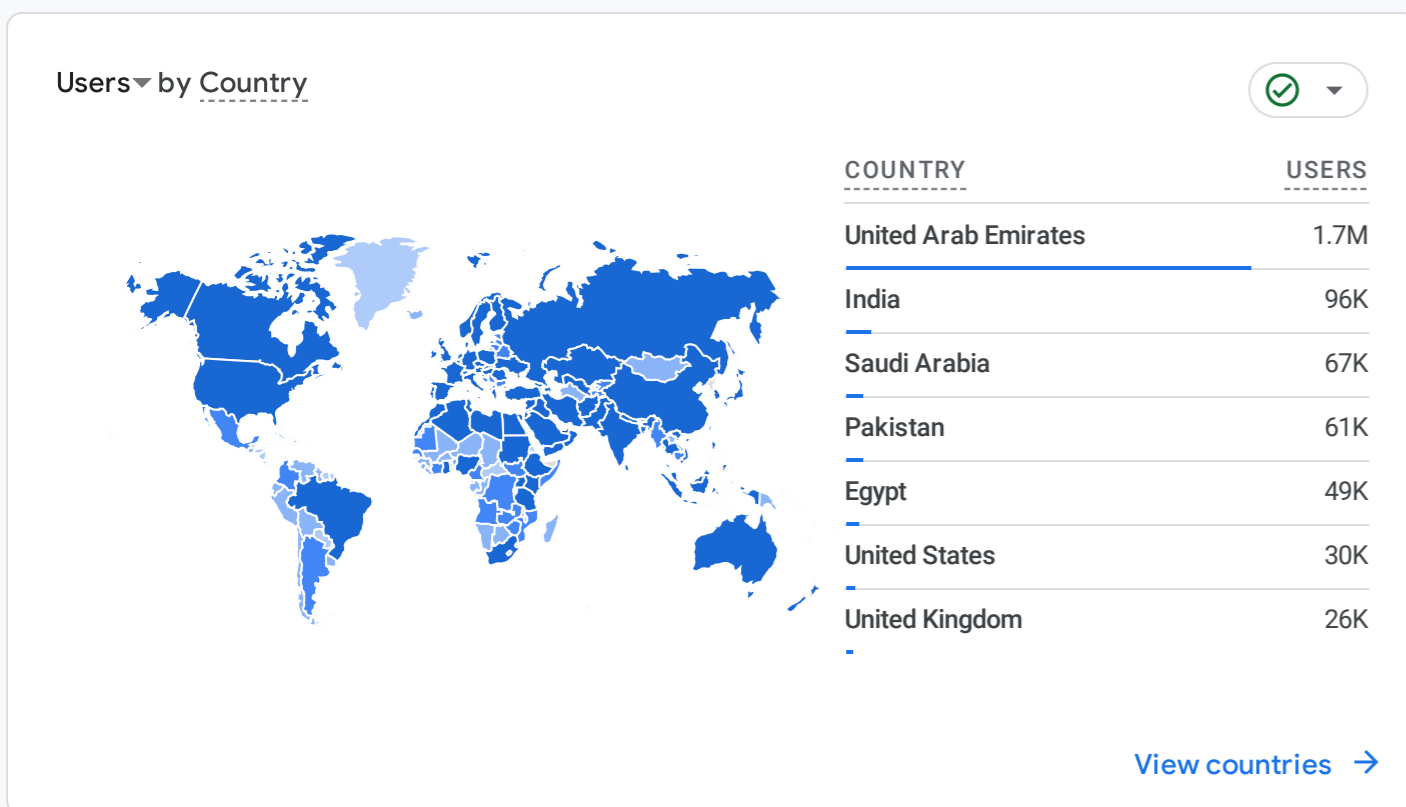 Users by Country
COUNTRY USERS
United Arab Emirates 1.7M
India 96K
Saudi Arabia 67K
Pakistan 61K
Egypt 49K
United States 30K
United Kingdom 26K
View countries